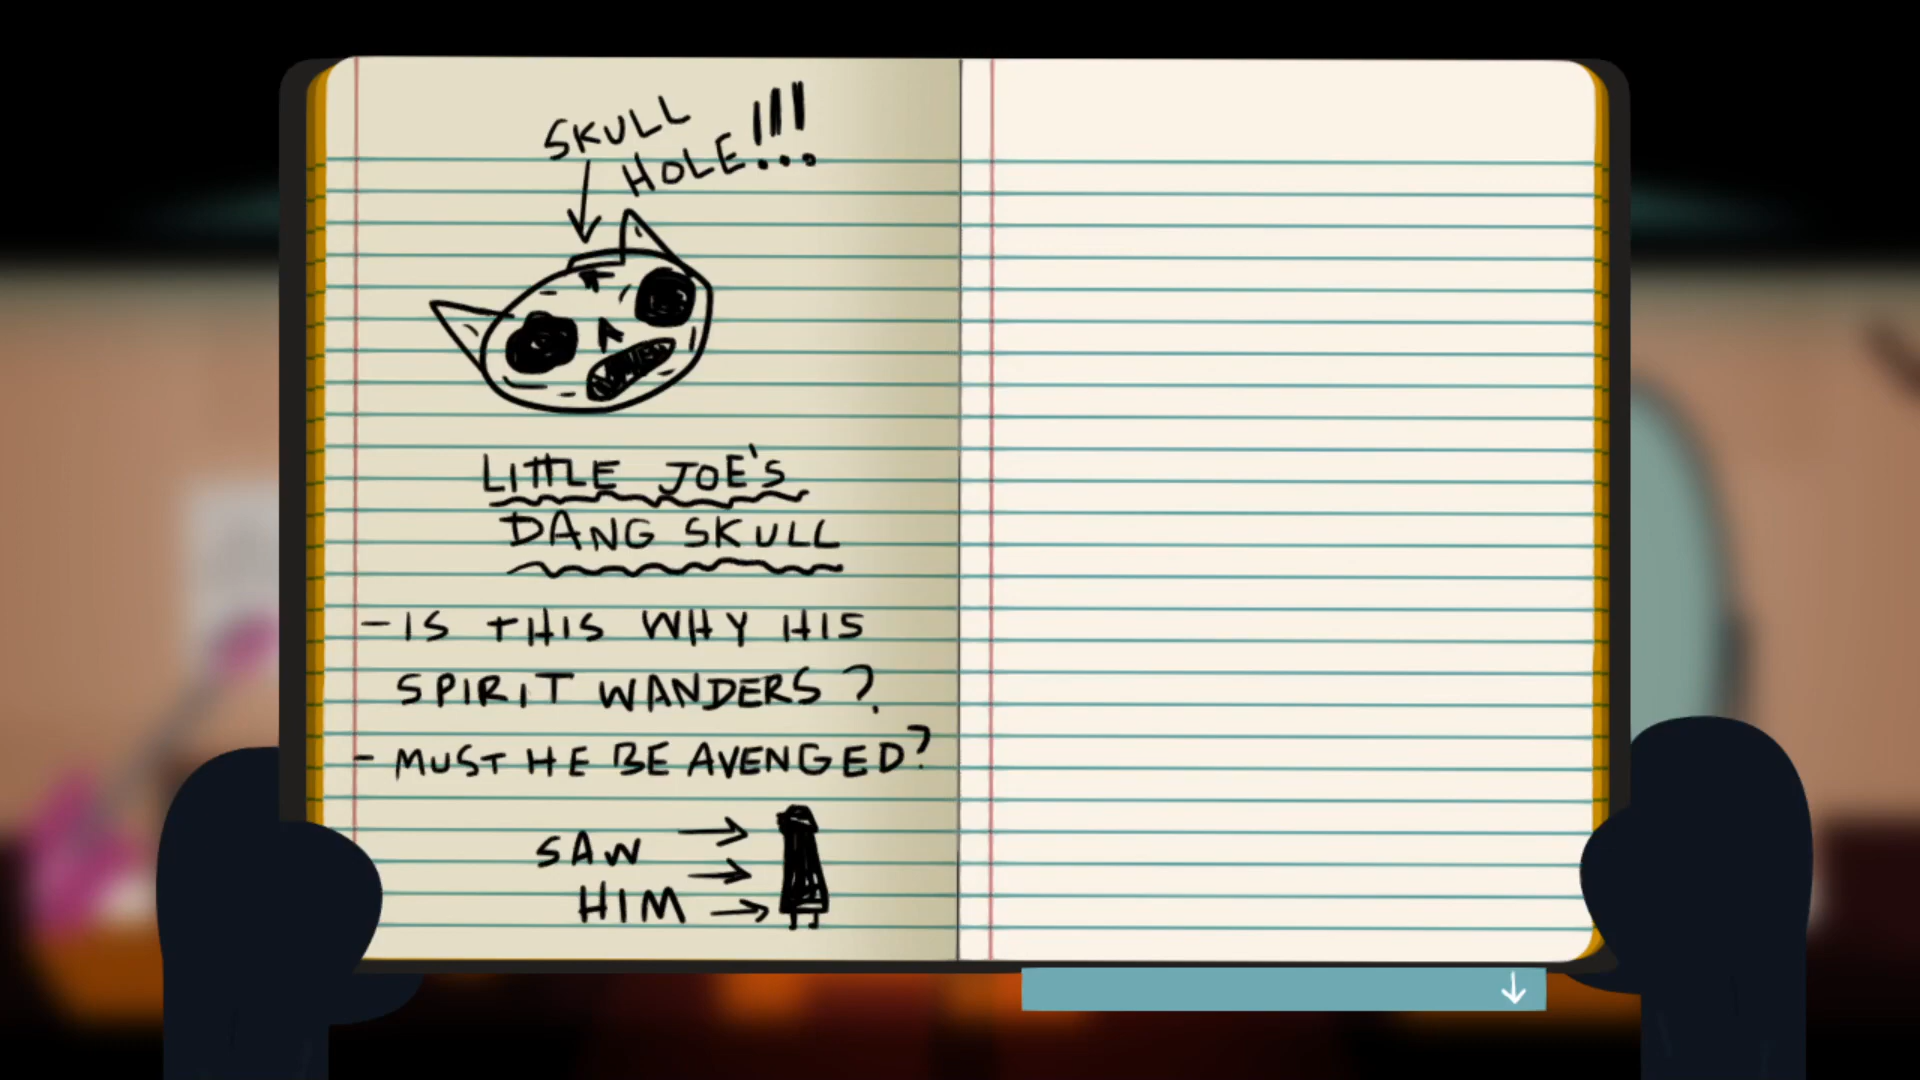 SKULL
HOLE!!!
LITTLE JOE'S
DANG SKULL
- IS THIS WHY HIS
SPIRIT WANDERS?
- MUST HE BE AVENGED?
SAW
HIM